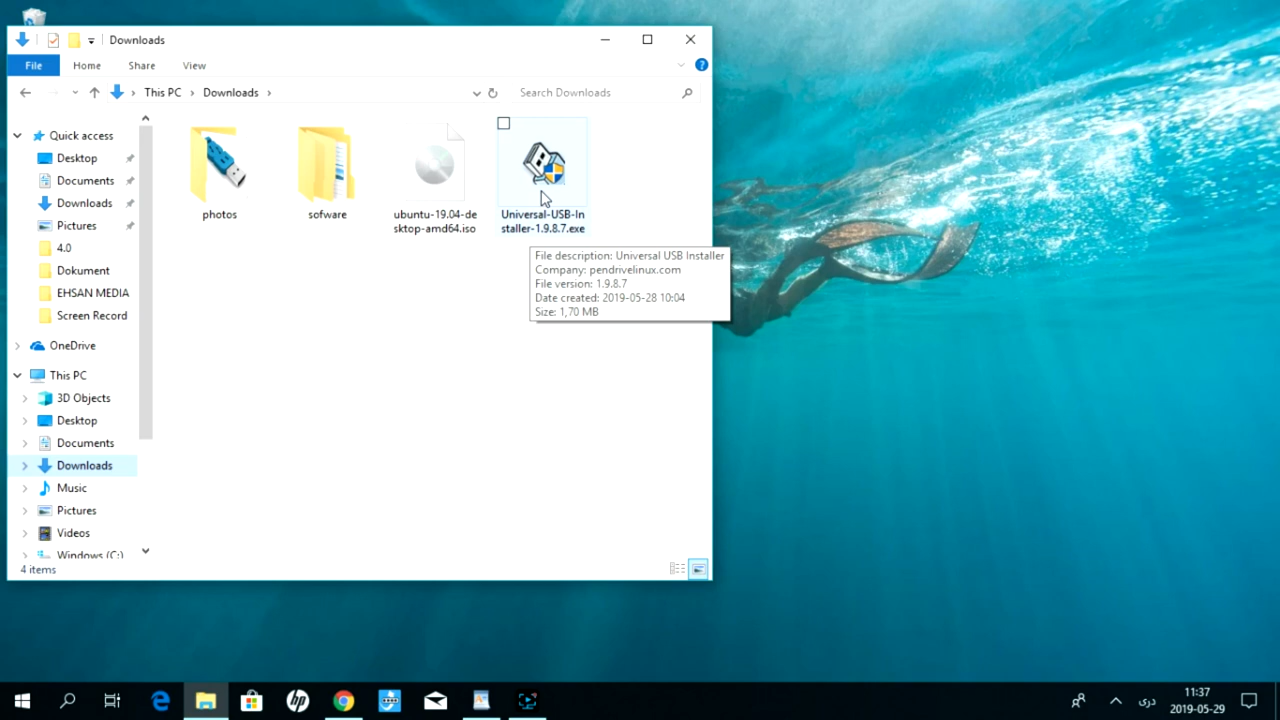 Downloads
File
Home
Share
View
This PC
Downloads
Search Downloads
Quick access
Desktop
Documents
Downloads
Pictures
4.0
Dokument
EHSAN MEDIA
Screen Record
OneDrive
This PC
3D Objects
Desktop
Documents
Downloads
Music
Pictures
Videos
Windows (C:)
photos
sofware
ubuntu-19.04-de
sktop-amd64.iso
Universal-USB-In
staller-1.9.8.7.exe
File description: Universal USB Installer
Company: pendrivelinux.com
File version: 1.9.8.7
Date created: 2019-05-28 10:04
Size: 1,70 MB
4 items
hp
دری
11:37
2019-05-29